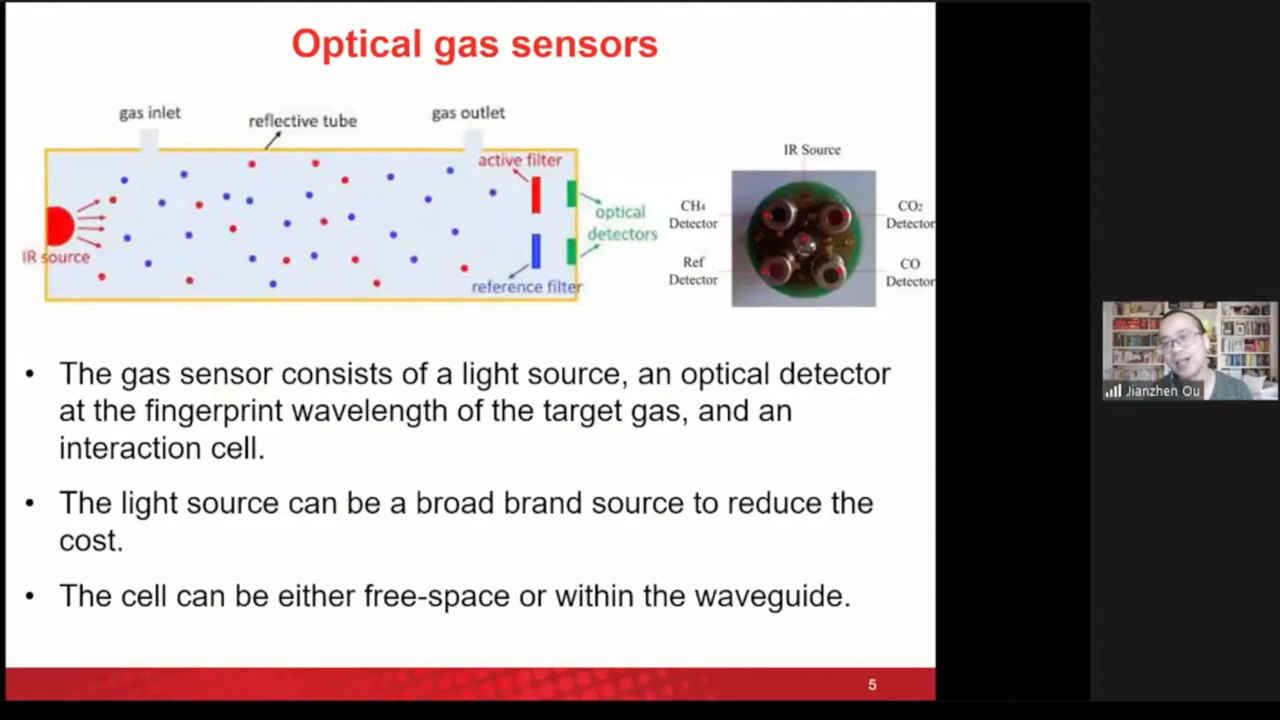 Optical gas sensors
gas inlet
reflective tube
gas outlet
active filter
optical
detectors
IR source
reference filter
IR Source
CH₄
Detector
CO₂
Detector
Ref
Detector
CO
Detector
• The gas sensor consists of a light source, an optical detector
at the fingerprint wavelength of the target gas, and an
interaction cell.
• The light source can be a broad brand source to reduce the
cost.
• The cell can be either free-space or within the waveguide.
5
Jianzhen Ou